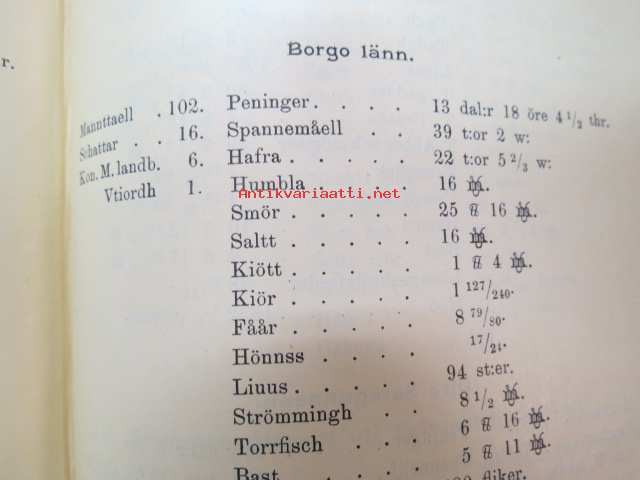 r.
Borgo länn.
Mannttaell . 102. Peninger . . . . 13 dal:r 18 öre 4 1/2 thr.
Schattar . . 16. Spannemåell . . . 39 t:or 2 w:
Kon. M. landb. 6. Hafra . . . . . 22 t:or 5 2/3 w:
Vtiordh 1. Humbla . . . . 16
Antikvariaatti.net
Smör . . . . . 25 16
Saltt . . . . . 16
Kiött . . . . . 1 4
Kiör . . . . . 1 127/240.
Fåår . . . . . 8 79/80.
Hönnss . . . . 17/24.
Liuus . . . . . 94 st:er.
Strömmingh . . . 8 1/2
Torrfisch . . . . 6 16
Bast 5 11
fliker.